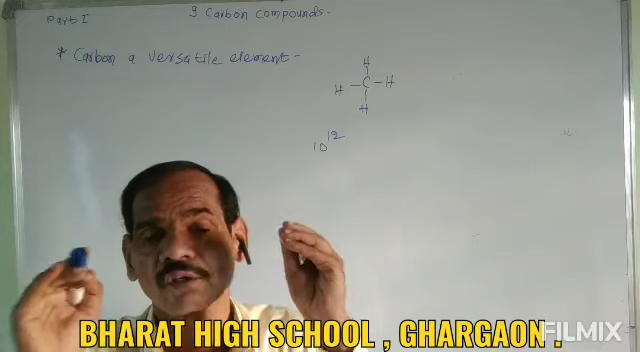 Part I
9 Carbon compounds-
* Carbon a versatile element-
H
H - C - H
H
10^12
BHARAT HIGH SCHOOL , GHARGAON .
FILMIX